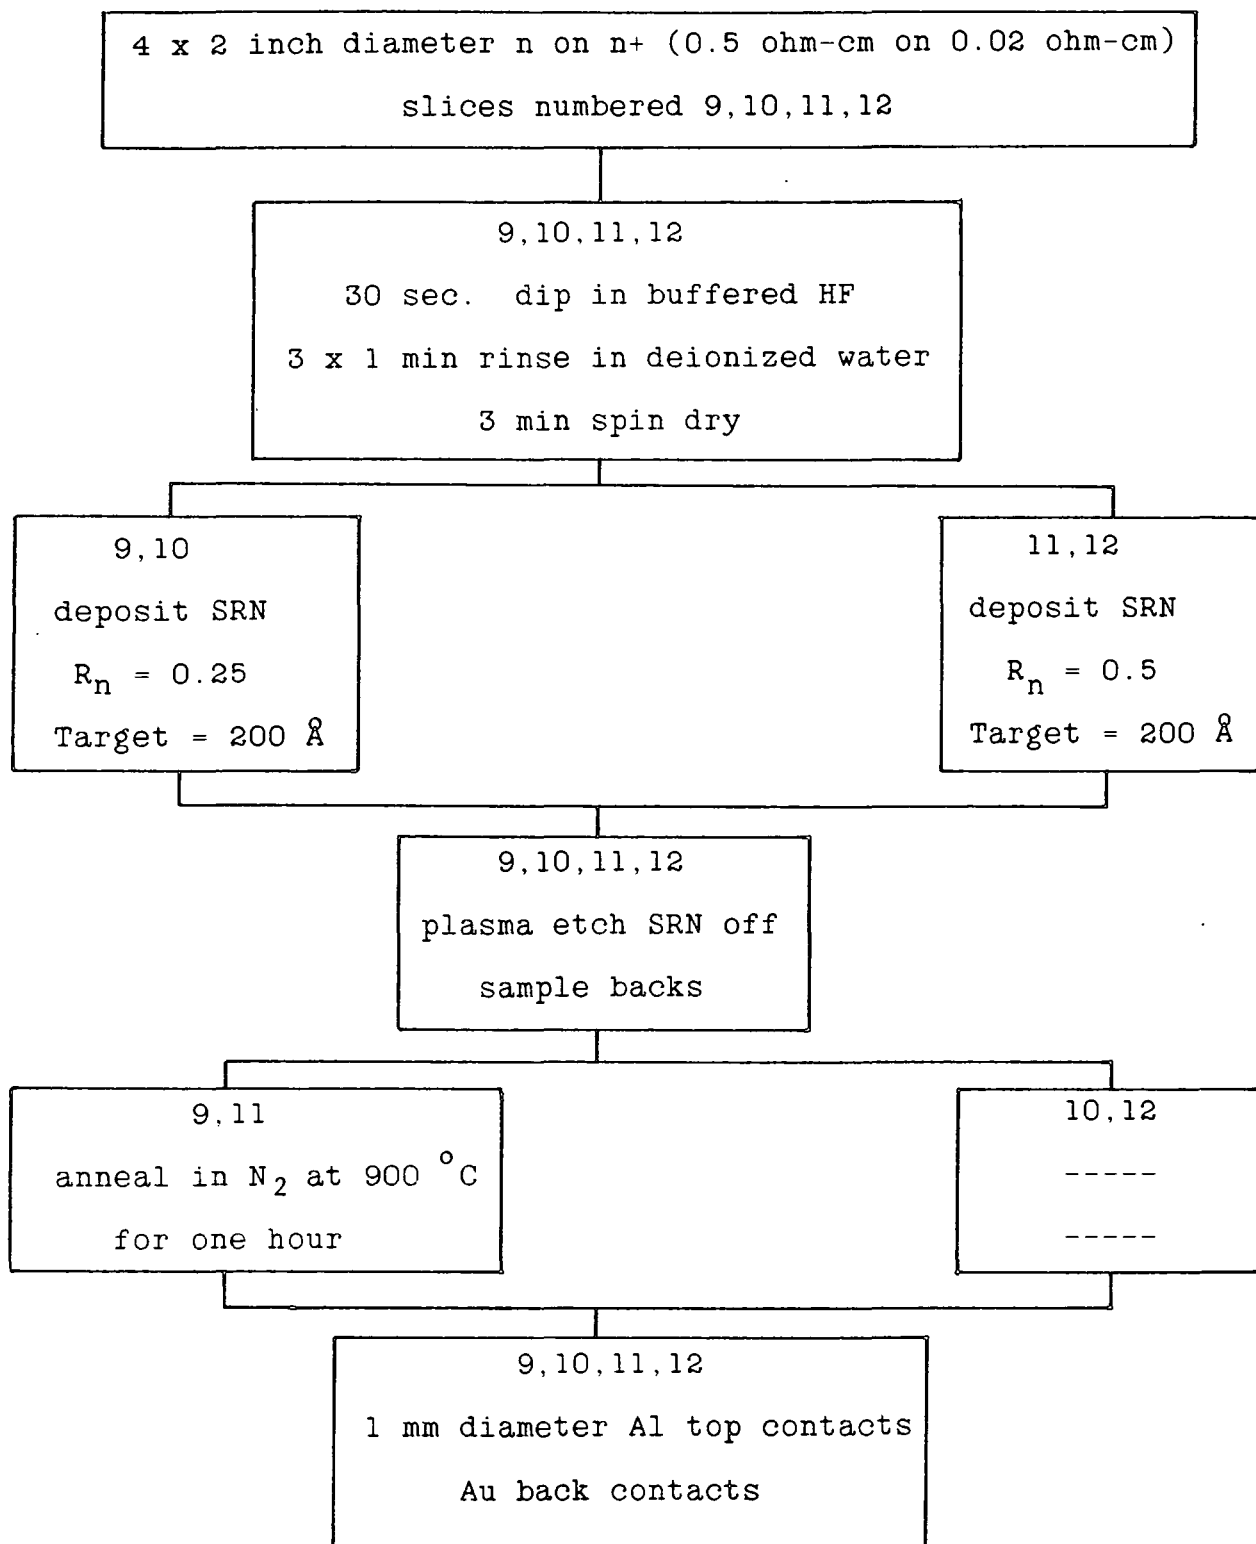 4 x 2 inch diameter n on n+ (0.5 ohm-cm on 0.02 ohm-cm)
slices numbered 9,10,11,12
9,10,11,12
30 sec. dip in buffered HF
3 x 1 min rinse in deionized water
3 min spin dry
9,10
deposit SRN
Rn = 0.25
Target = 200 Å
11,12
deposit SRN
Rn = 0.5
Target = 200 Å
9,10,11,12
plasma etch SRN off
sample backs
9,11
anneal in N2 at 900 °C
for one hour
10,12
-----
-----
9,10,11,12
1 mm diameter Al top contacts
Au back contacts